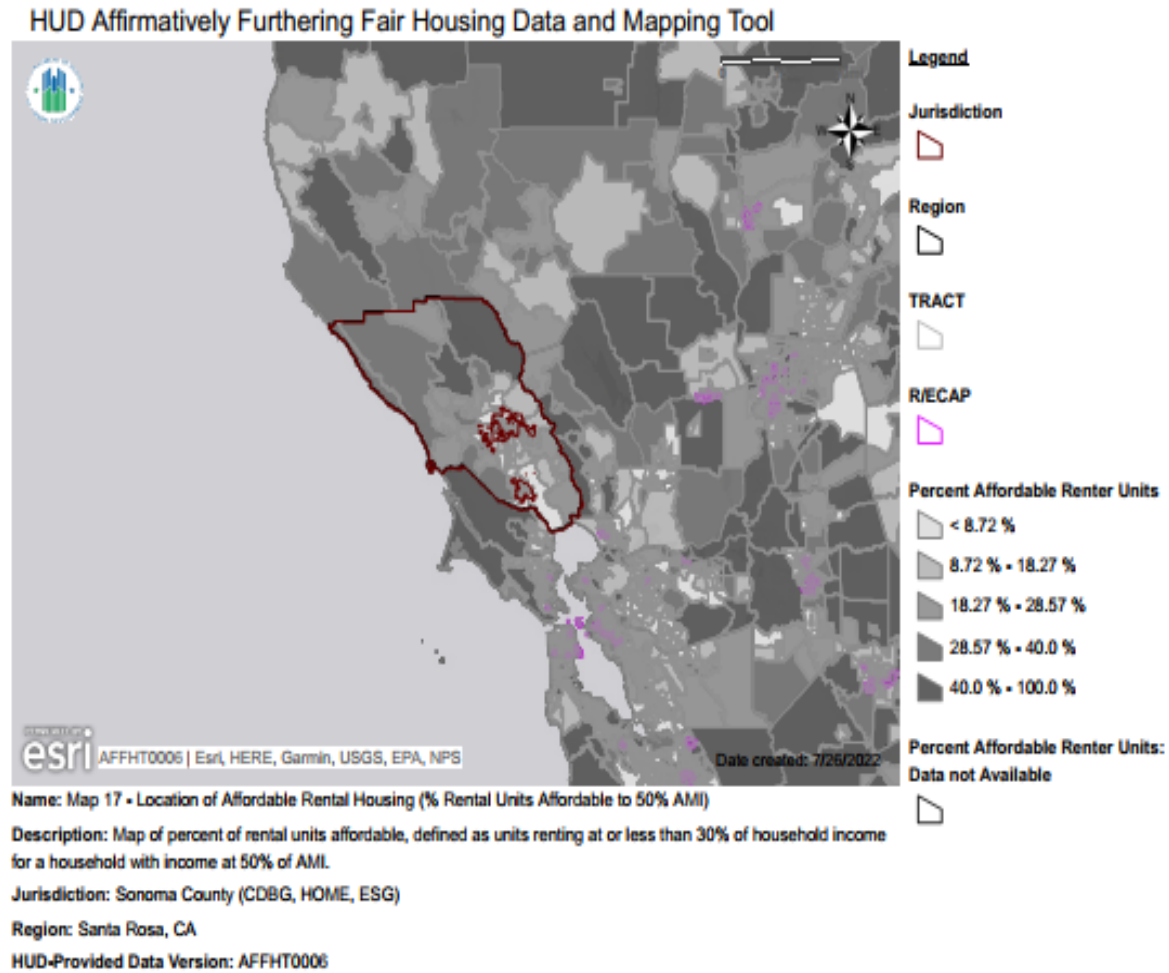 HUD Affirmatively Furthering Fair Housing Data and Mapping Tool
Legend
Jurisdiction
Region
TRACT
R/ECAP
Percent Affordable Renter Units
< 8.72 %
8.72 % - 18.27 %
18.27 % - 28.57 %
28.57 % - 40.0 %
40.0 % - 100.0 %
Percent Affordable Renter Units:
Data not Available
N
W
E
esri
AFFHT0006 | Esri, HERE, Garmin, USGS, EPA, NPS
Date created: 7/26/2022
Name: Map 17 - Location of Affordable Rental Housing (% Rental Units Affordable to 50% AMI)
Description: Map of percent of rental units affordable, defined as units renting at or less than 30% of household income
for a household with income at 50% of AMI.
Jurisdiction: Sonoma County (CDBG, HOME, ESG)
Region: Santa Rosa, CA
HUD-Provided Data Version: AFFHT0006